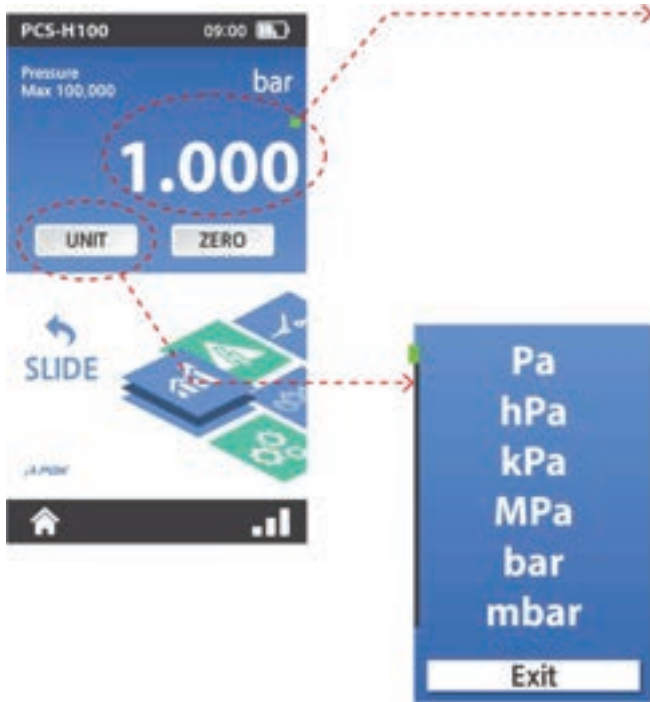 PCS-H100 09:00
Pressure
Max 100,000
bar
1.000
UNIT ZERO
SLIDE
Pa
hPa
kPa
MPa
bar
mbar
Exit